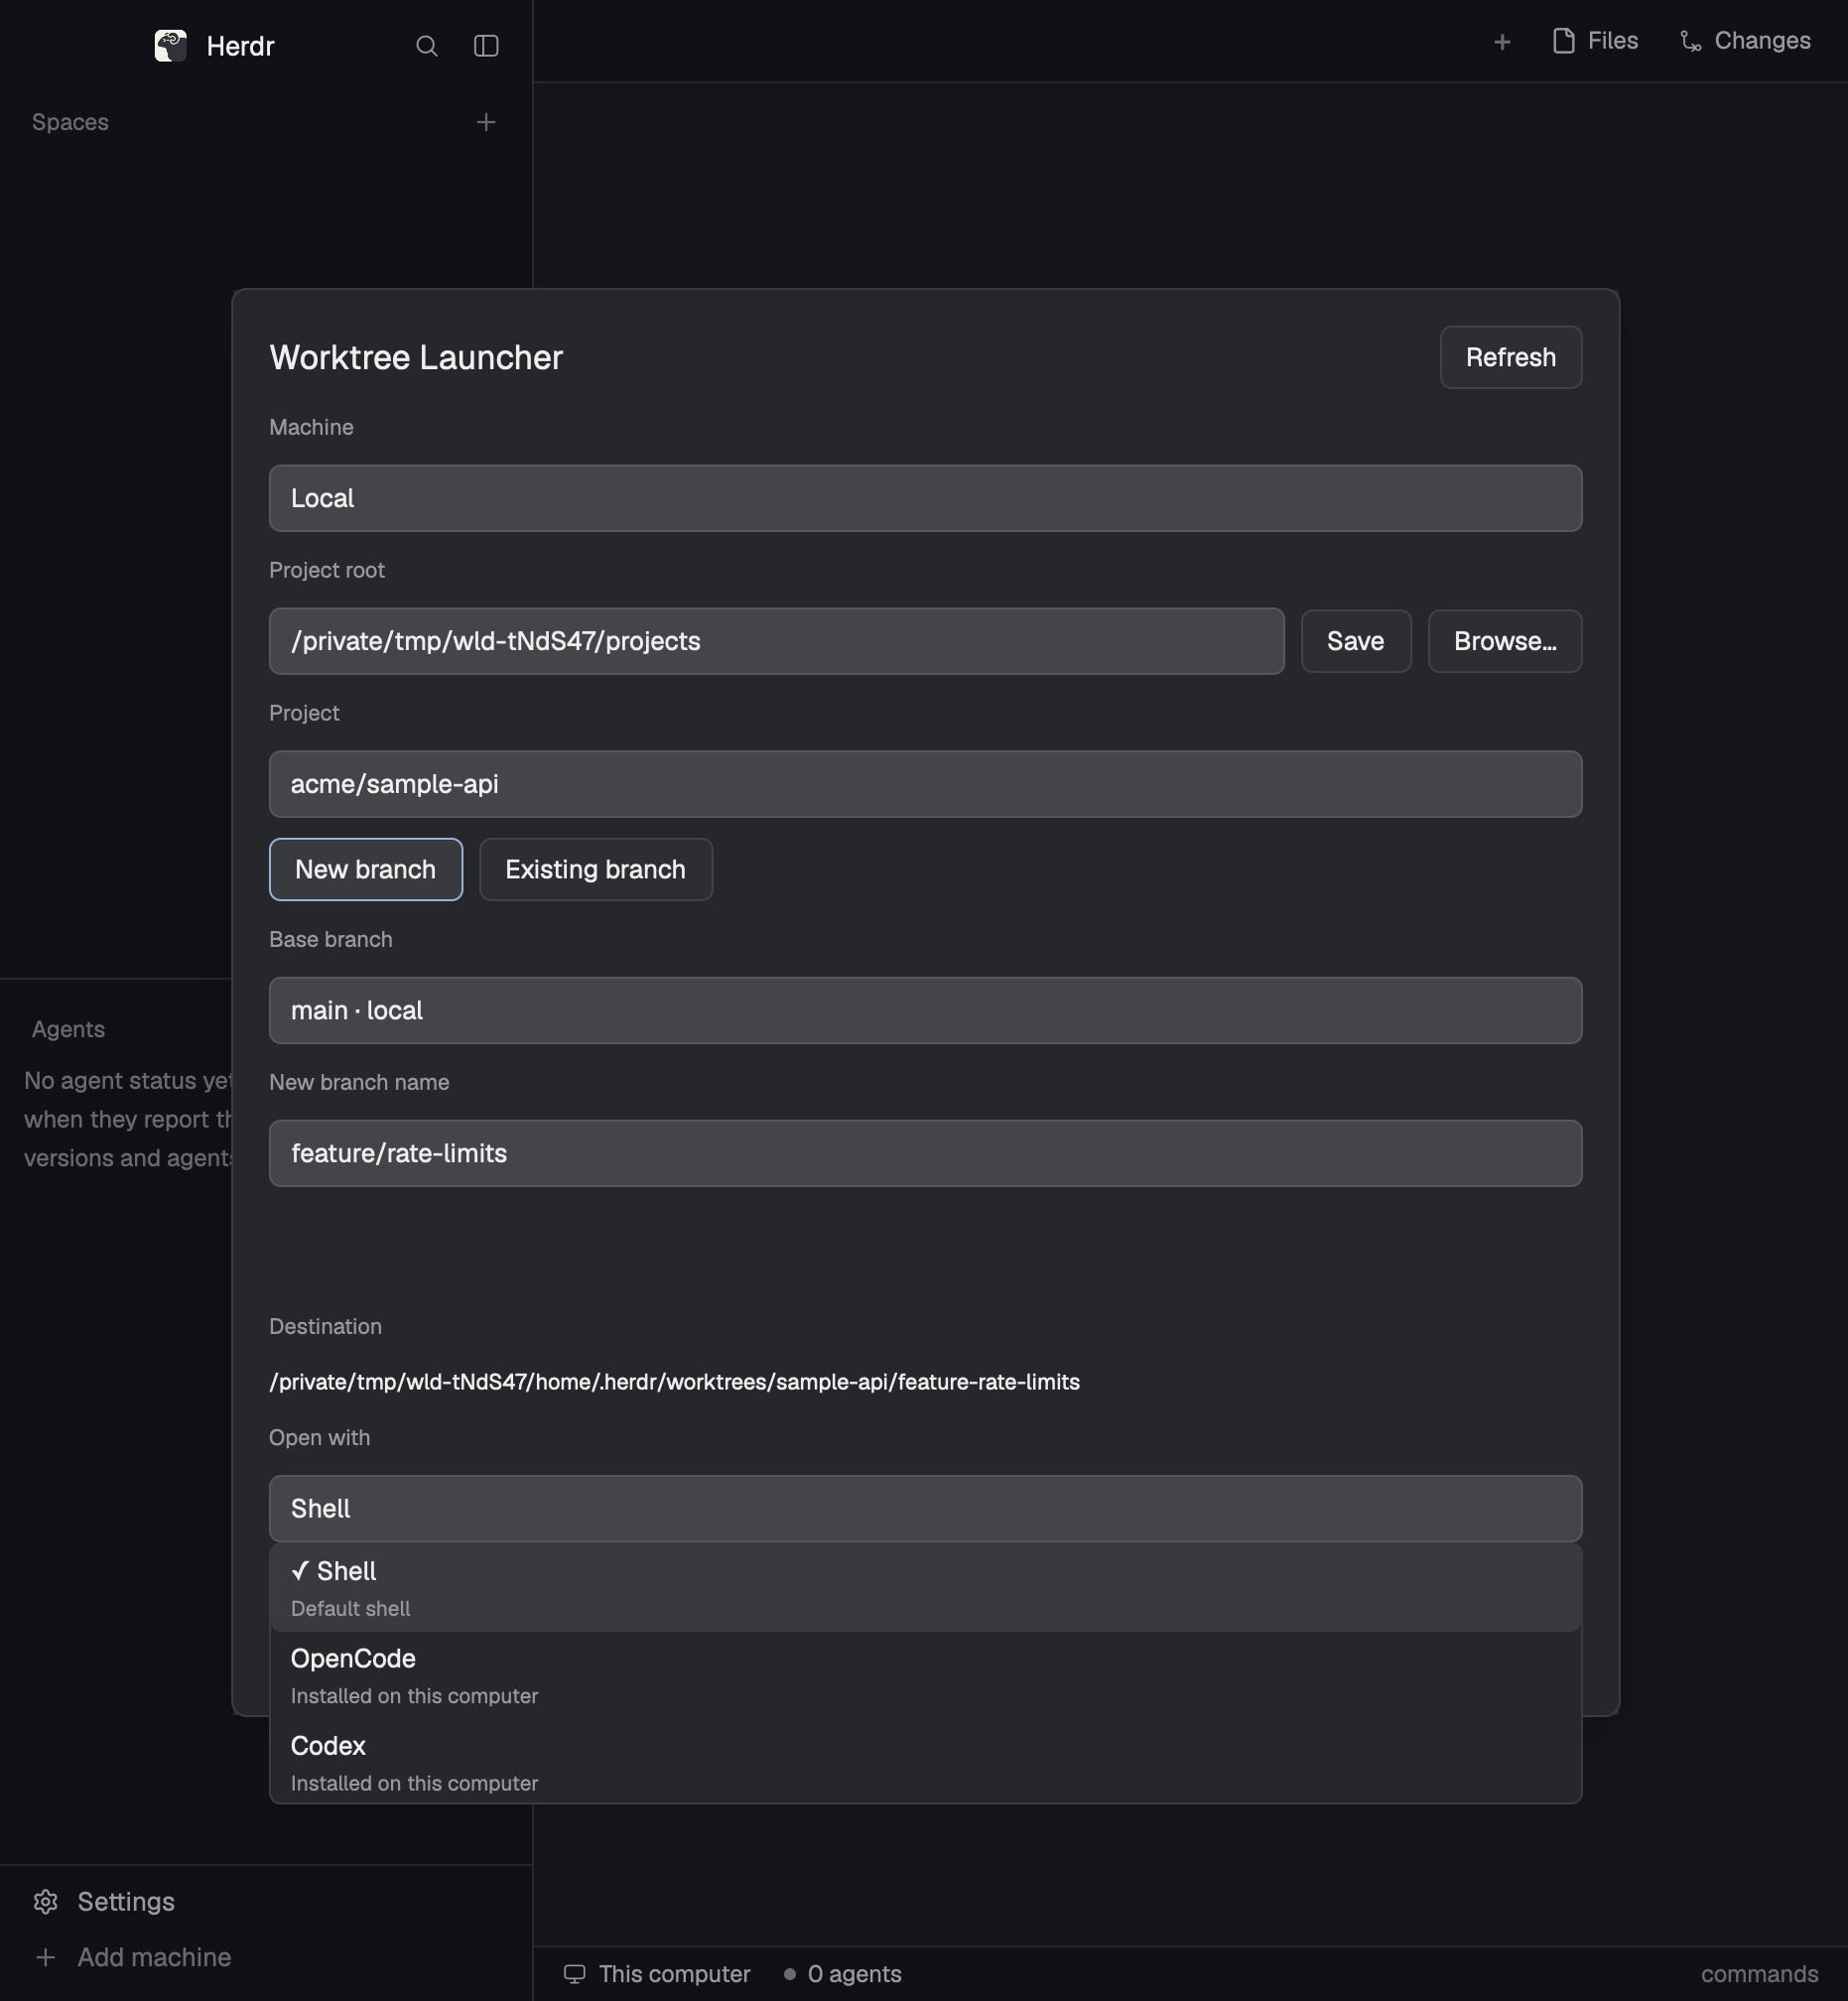 Herdr
+ Files Changes
Spaces +
Worktree Launcher
Refresh
Machine
Local
Project root
/private/tmp/wld-tNdS47/projects
Save
Browse...
Project
acme/sample-api
New branch
Existing branch
Base branch
main · local
New branch name
feature/rate-limits
Agents
No agent status yet
when they report th
versions and agents
Destination
/private/tmp/wld-tNdS47/home/.herdr/worktrees/sample-api/feature-rate-limits
Open with
Shell
✓ Shell
Default shell
OpenCode
Installed on this computer
Codex
Installed on this computer
Settings
+ Add machine
This computer
0 agents
commands